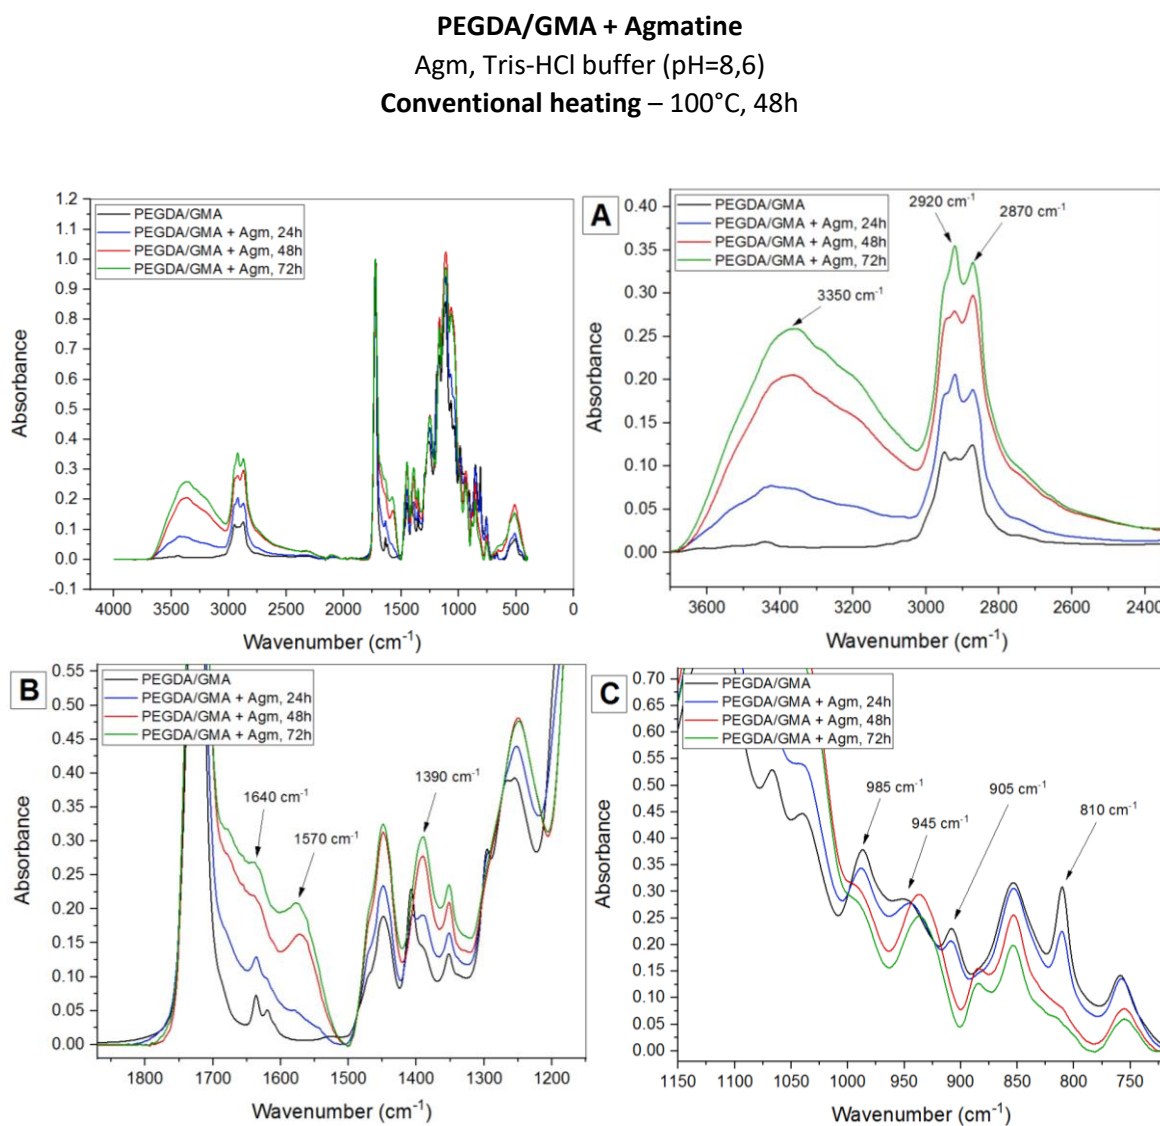 PEGDA/GMA + Agmatine
Agm, Tris-HCl buffer (pH=8,6)
Conventional heating – 100°C, 48h
PEGDA/GMA
PEGDA/GMA + Agm, 24h
PEGDA/GMA + Agm, 48h
PEGDA/GMA + Agm, 72h
1.2
1.1
1.0
0.9
0.8
0.7
0.6
0.5
0.4
0.3
0.2
0.1
0.0
-0.1
Absorbance
4000 3500 3000 2500 2000 1500 1000 500 0
Wavenumber (cm⁻¹)
A
PEGDA/GMA
PEGDA/GMA + Agm, 24h
PEGDA/GMA + Agm, 48h
PEGDA/GMA + Agm, 72h
2920 cm⁻¹
2870 cm⁻¹
3350 cm⁻¹
0.40
0.35
0.30
0.25
0.20
0.15
0.10
0.05
0.00
Absorbance
3600 3400 3200 3000 2800 2600 2400
Wavenumber (cm⁻¹)
B
PEGDA/GMA
PEGDA/GMA + Agm, 24h
PEGDA/GMA + Agm, 48h
PEGDA/GMA + Agm, 72h
1640 cm⁻¹
1570 cm⁻¹
1390 cm⁻¹
0.55
0.50
0.45
0.40
0.35
0.30
0.25
0.20
0.15
0.10
0.05
0.00
Absorbance
1800 1700 1600 1500 1400 1300 1200
Wavenumber (cm⁻¹)
C
PEGDA/GMA
PEGDA/GMA + Agm, 24h
PEGDA/GMA + Agm, 48h
PEGDA/GMA + Agm, 72h
985 cm⁻¹
945 cm⁻¹
905 cm⁻¹
810 cm⁻¹
0.70
0.65
0.60
0.55
0.50
0.45
0.40
0.35
0.30
0.25
0.20
0.15
0.10
0.05
0.00
Absorbance
1150 1100 1050 1000 950 900 850 800 750
Wavenumber (cm⁻¹)